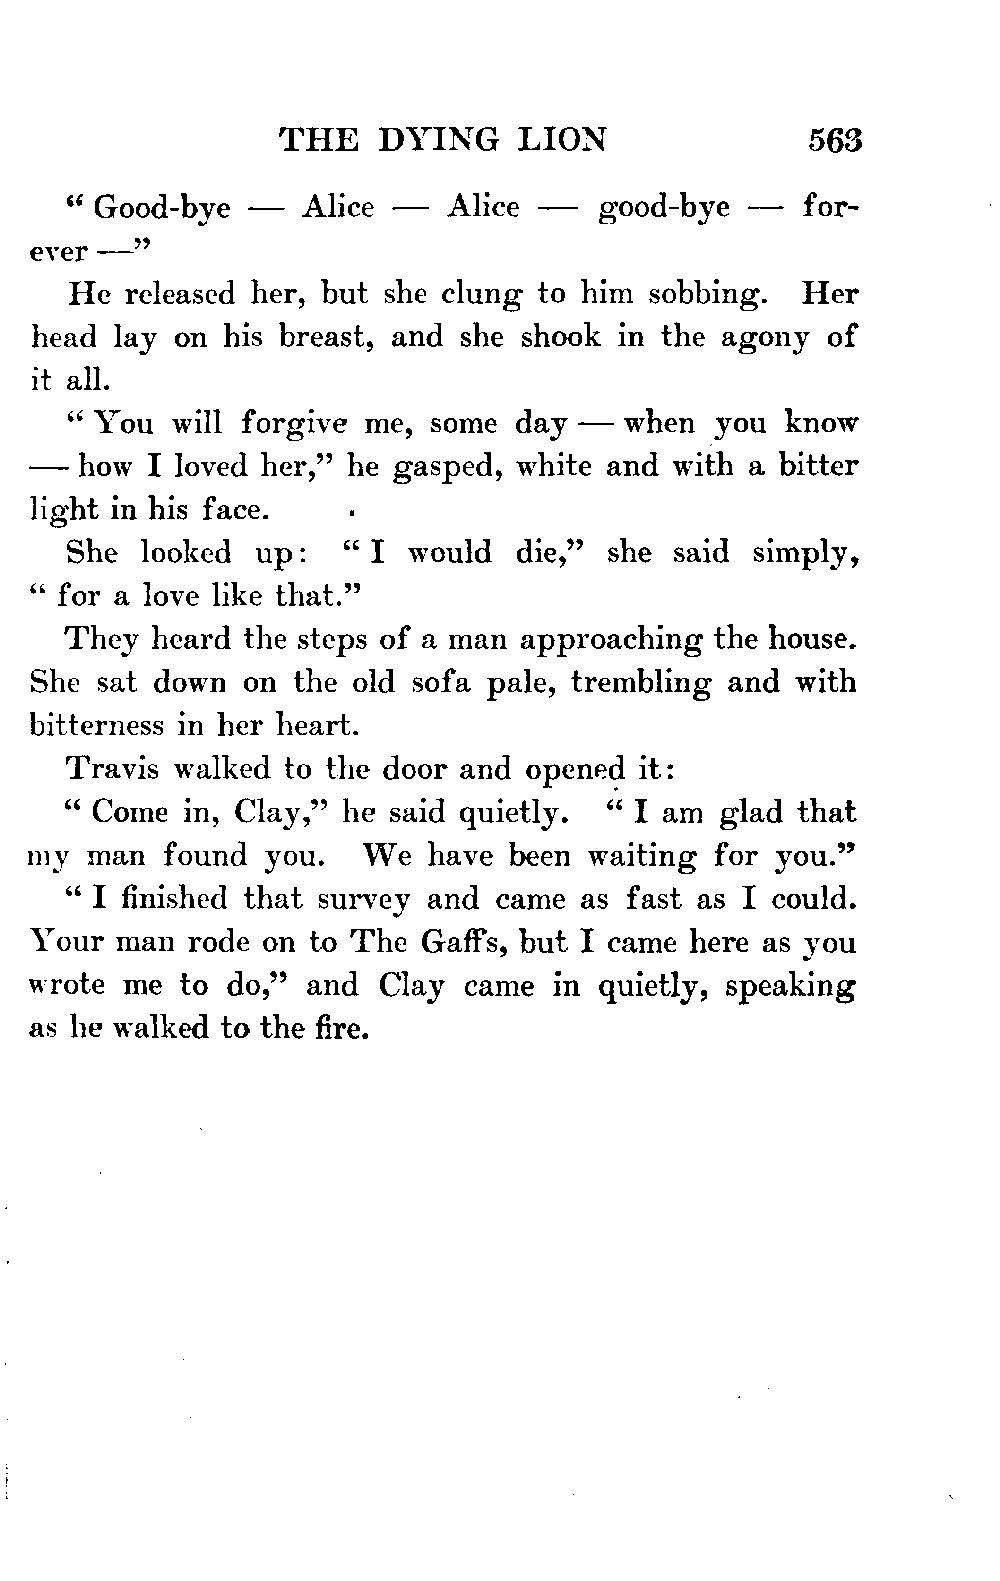 THE DYING LION 563
“ Good-bye — Alice — Alice — good-bye — for-
ever —”
He released her, but she clung to him sobbing. Her
head lay on his breast, and she shook in the agony of
it all.
“ You will forgive me, some day — when you know
— how I loved her,” he gasped, white and with a bitter
light in his face.
She looked up: “ I would die,” she said simply,
“ for a love like that.”
They heard the steps of a man approaching the house.
She sat down on the old sofa pale, trembling and with
bitterness in her heart.
Travis walked to the door and opened it:
“ Come in, Clay,” he said quietly. “ I am glad that
my man found you. We have been waiting for you.”
“ I finished that survey and came as fast as I could.
Your man rode on to The Gaffs, but I came here as you
wrote me to do,” and Clay came in quietly, speaking
as he walked to the fire.